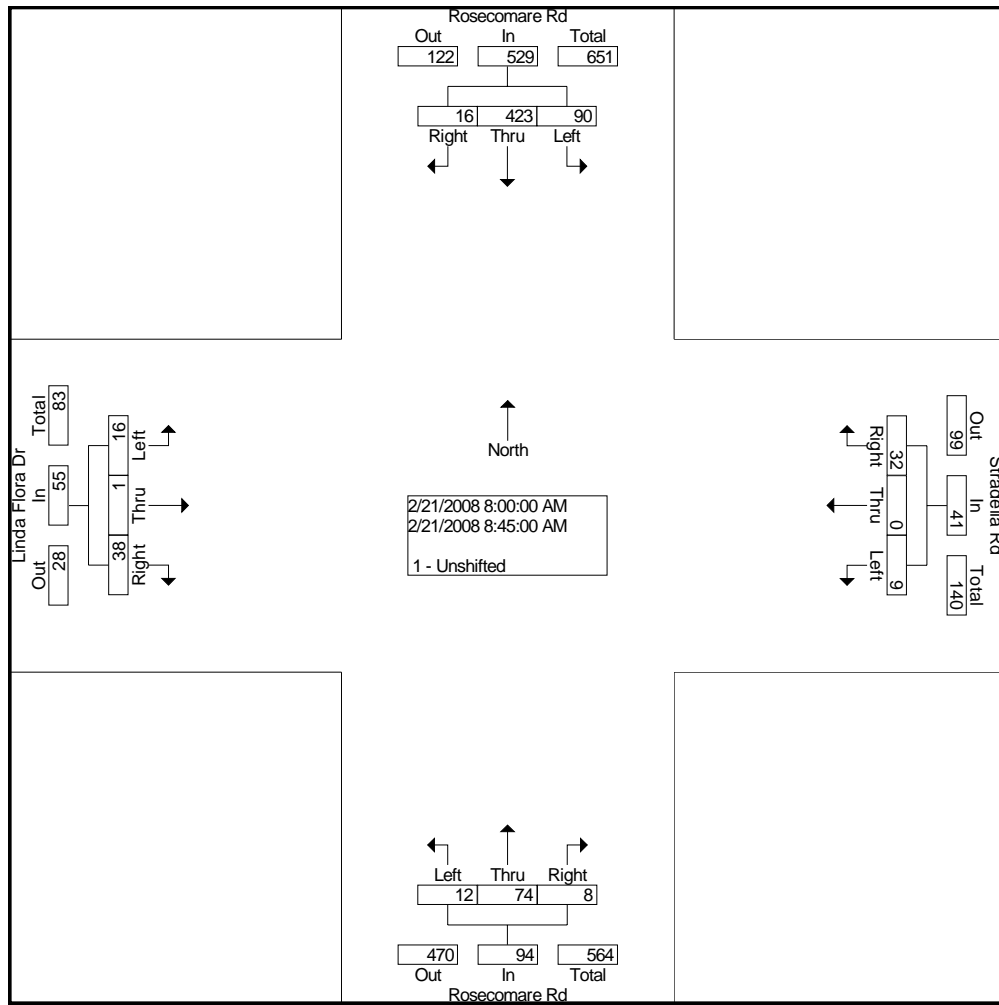 Rosecomare Rd
Out In Total
122 529 651
16 423 90
Right Thru Left
Linda Flora Dr
Total In Out
83 55 28
16 1 38
Left Thru Right
North
2/21/2008 8:00:00 AM
2/21/2008 8:45:00 AM
1 - Unshifted
Right Thru Left
32 0 9
Out In Total
99 41 140
Stradella Rd
Left Thru Right
12 74 8
470 94 564
Out In Total
Rosecomare Rd